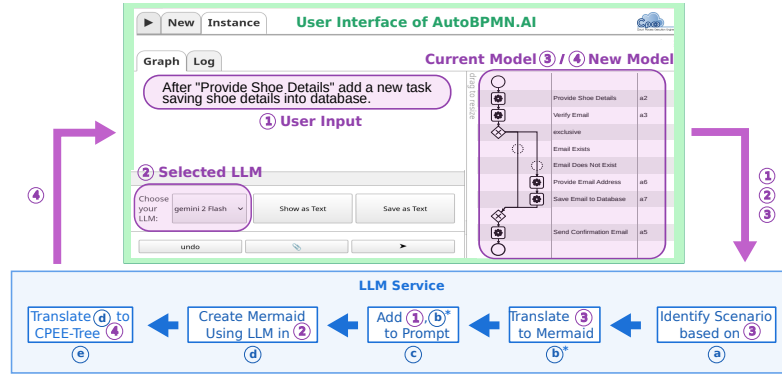 ▶ New Instance User Interface of AutoBPMN.AI
Graph Log
Current Model ③ / ④ New Model
After "Provide Shoe Details" add a new task
saving shoe details into database.
① User Input
drag to resize
Provide Shoe Details a2
Verify Email a3
exclusive
Email Exists
Email Does Not Exist
Provide Email Address a6
Save Email to Database a7
Send Confirmation Email a5
② Selected LLM
Choose
your
LLM:
gemini 2 Flash
Show as Text
Save as Text
undo
④
①
②
③
LLM Service
Translate ⓓ to
CPEE-Tree ④
ⓔ
Create Mermaid
Using LLM in ②
ⓓ
Add ①,ⓑ*
to Prompt
ⓒ
Translate ③
to Mermaid
ⓑ*
Identify Scenario
based on ③
ⓐ